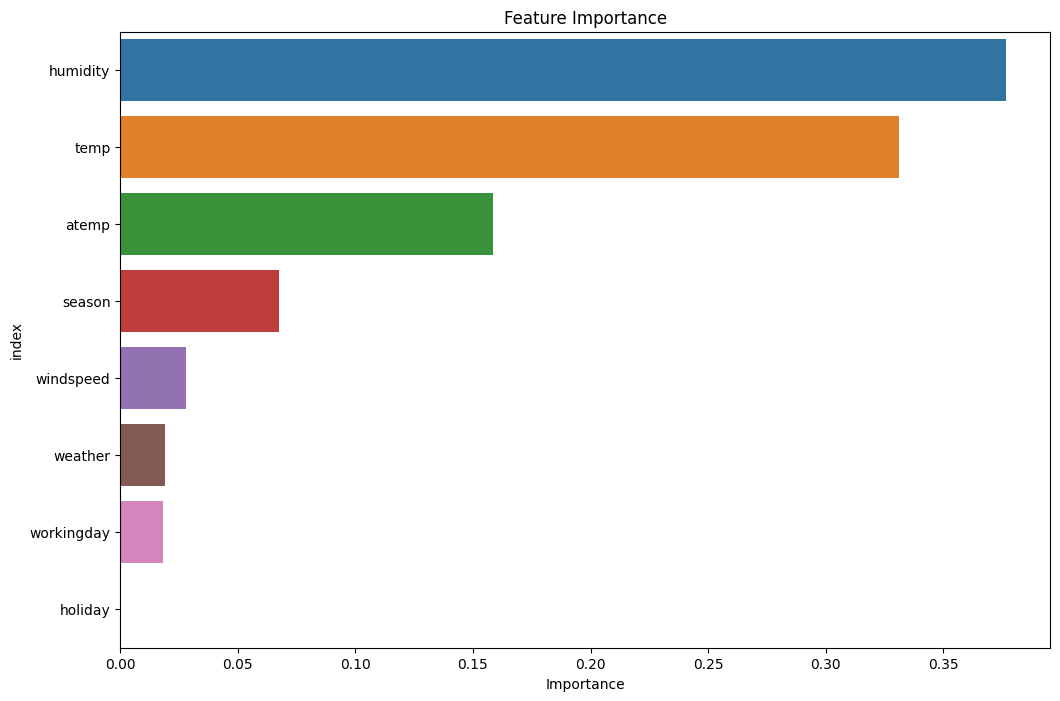 Feature Importance
humidity
temp
atemp
season
windspeed
weather
workingday
holiday
index
0.00 0.05 0.10 0.15 0.20 0.25 0.30 0.35
Importance